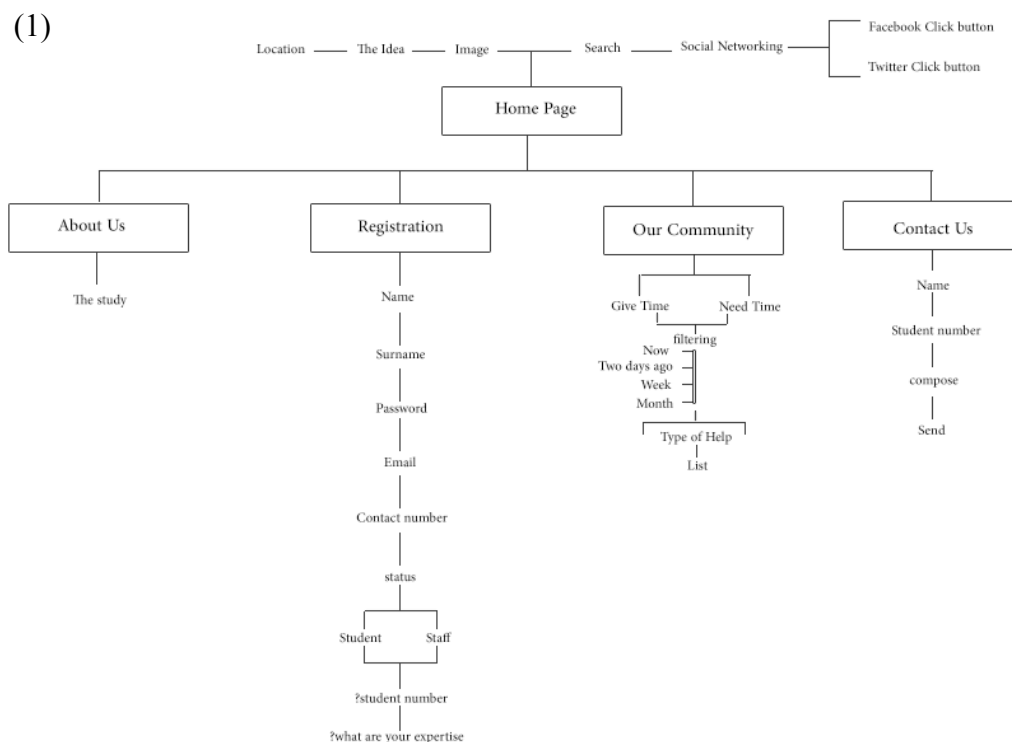 (1)
Facebook Click button
Location The Idea Image Search Social Networking
Twitter Click button
Home Page
About Us
The study
Registration
Name
Surname
Password
Email
Contact number
status
Student Staff
?student number
?what are your expertise
Our Community
Give Time Need Time
filtering
Now
Two days ago
Week
Month
Type of Help
List
Contact Us
Name
Student number
compose
Send